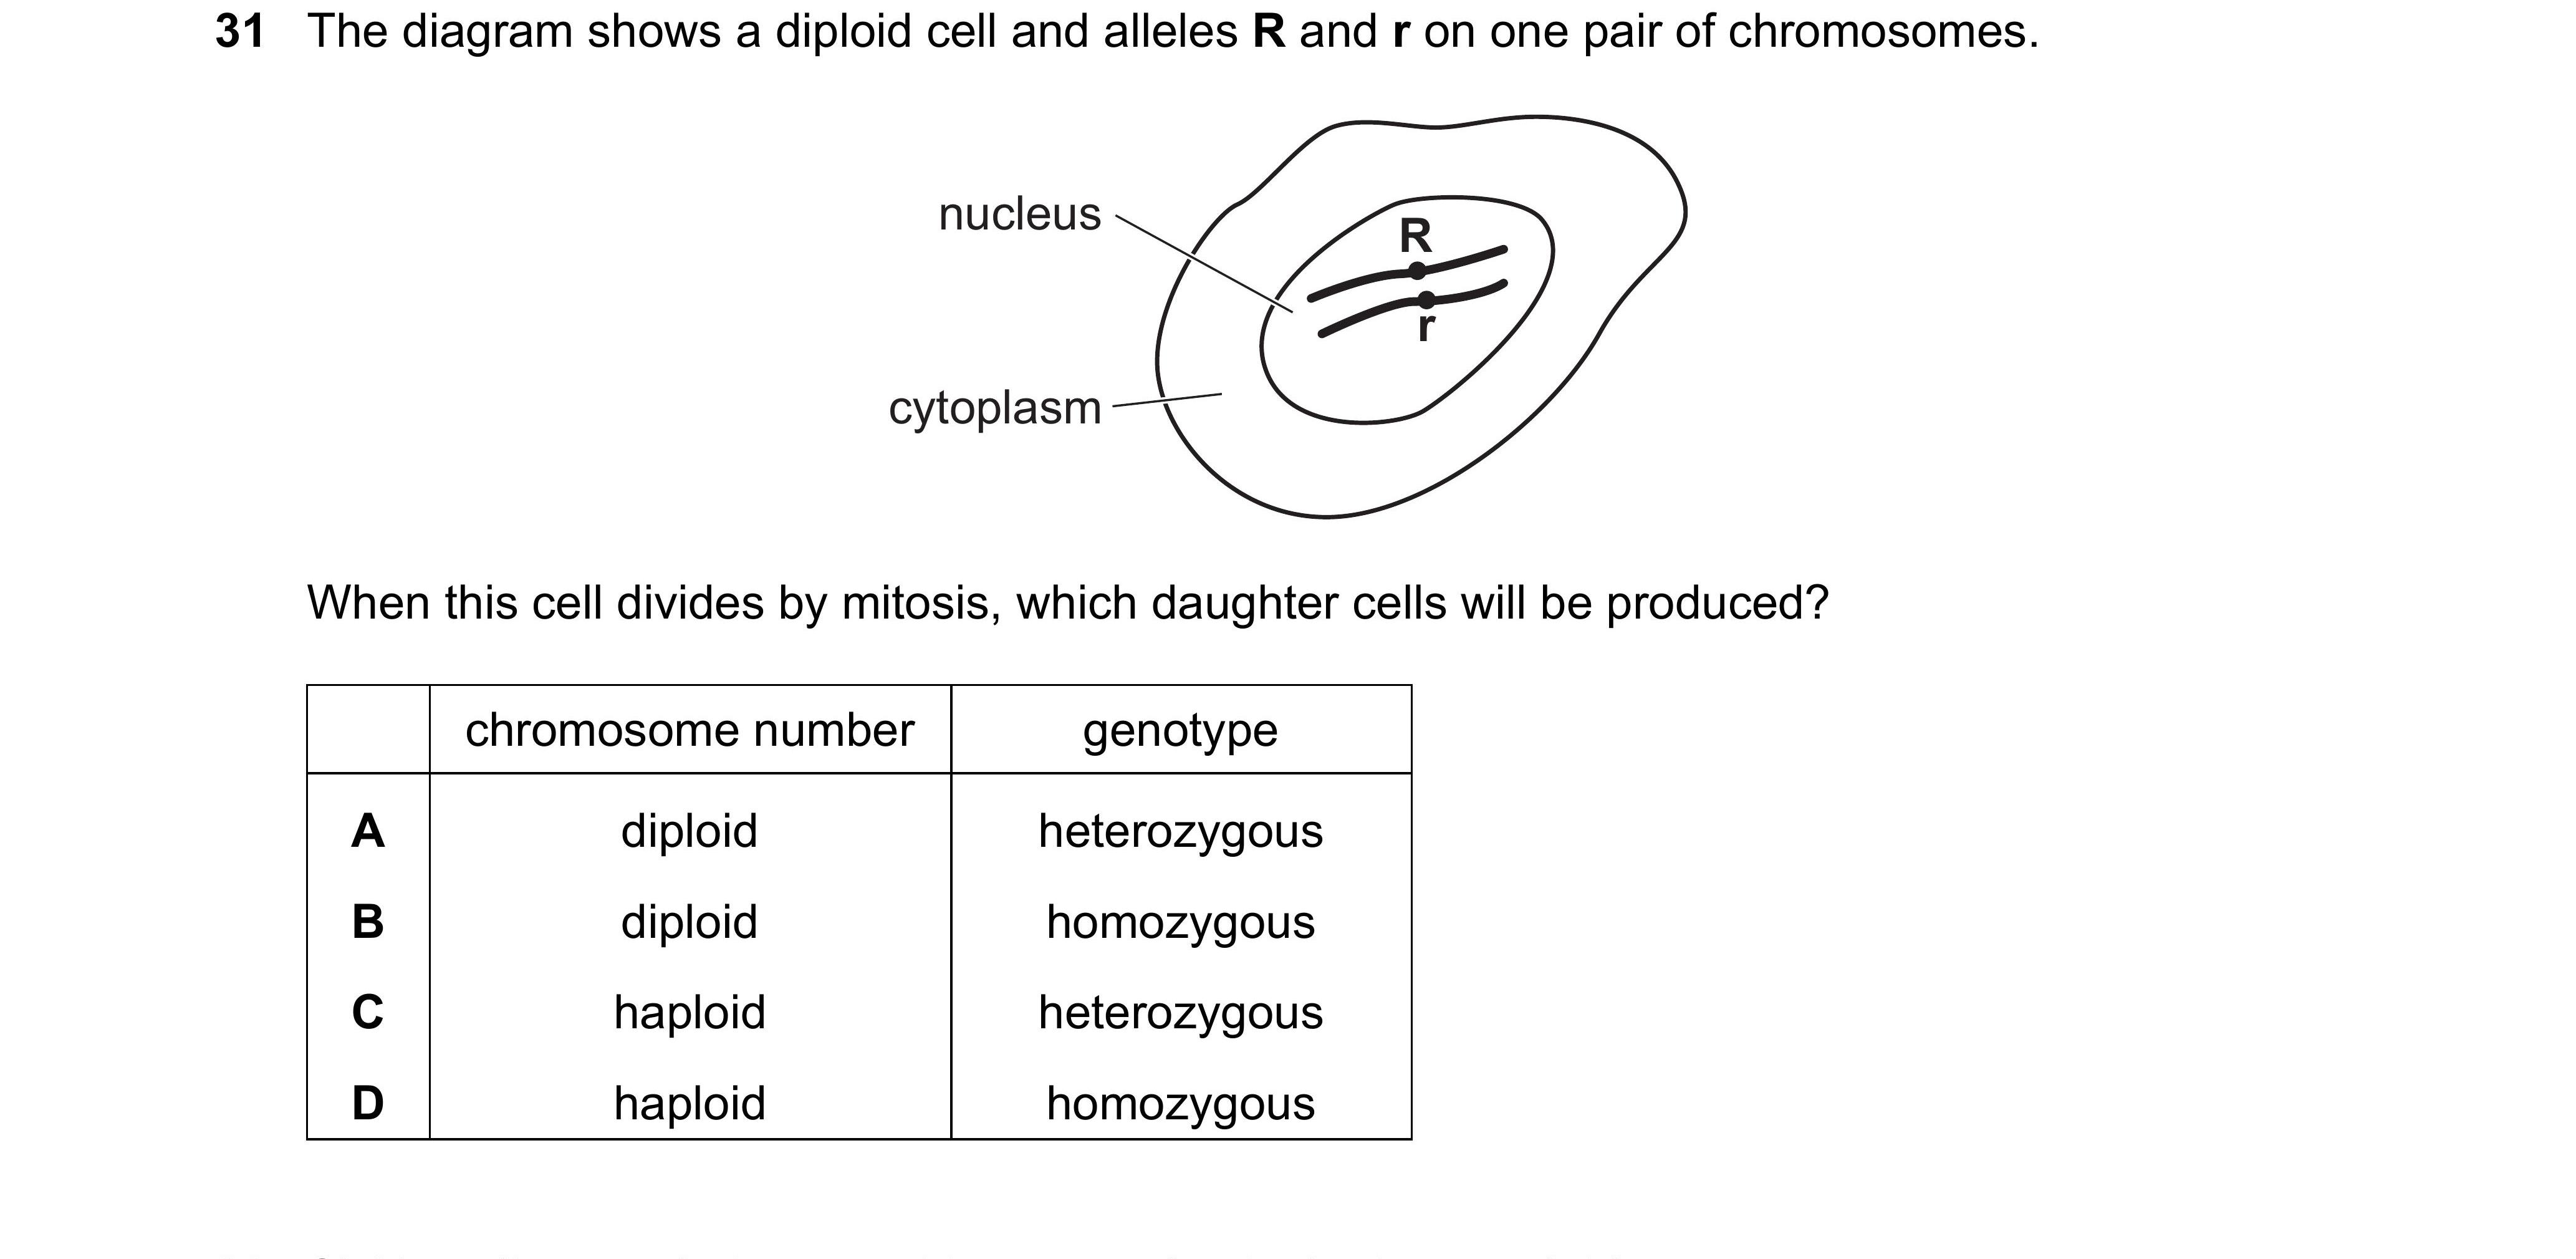 31 The diagram shows a diploid cell and alleles R and r on one pair of chromosomes.
nucleus
R
r
cytoplasm
When this cell divides by mitosis, which daughter cells will be produced?
chromosome number genotype
A diploid heterozygous
B diploid homozygous
C haploid heterozygous
D haploid homozygous